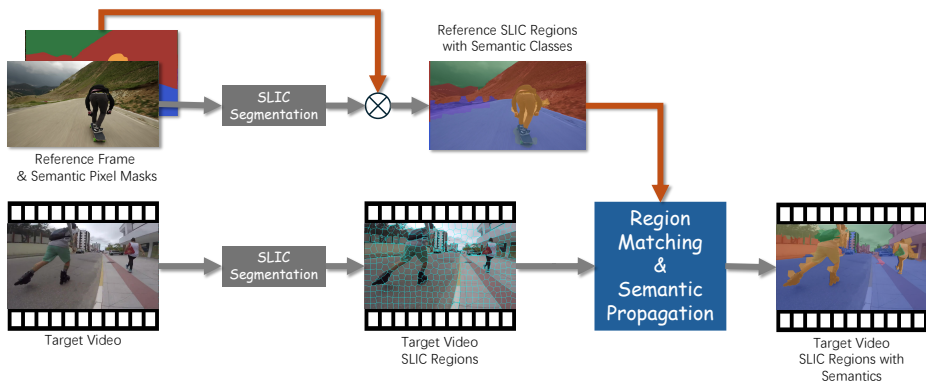 Reference SLIC Regions
with Semantic Classes
SLIC
Segmentation
Reference Frame
& Semantic Pixel Masks
Region
Matching
&
Semantic
Propagation
SLIC
Segmentation
Target Video
Target Video
SLIC Regions
Target Video
SLIC Regions with
Semantics